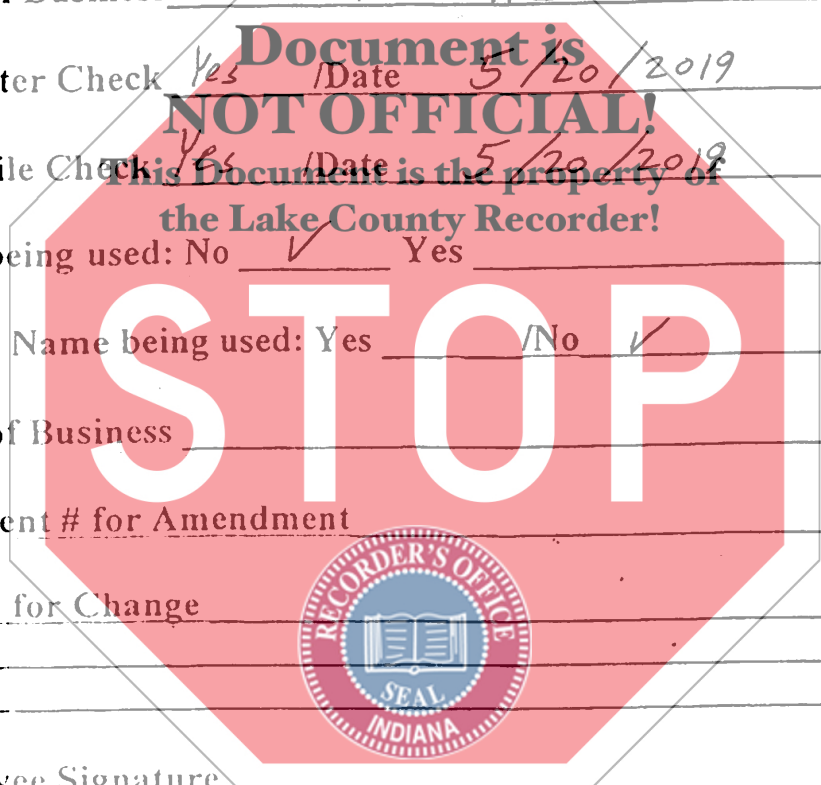 Document is
ter Check Yes /Date 5/20/2019
NOT OFFICIAL!
ile Check Yes /Date 5/20/2019
This Document is the property of
the Lake County Recorder!
being used: No ✓ Yes
STOP
Name being used: Yes /No ✓
of Business
ent # for Amendment
RECORDER'S OFFICE
for Change
SEAL
INDIANA
ee Signature